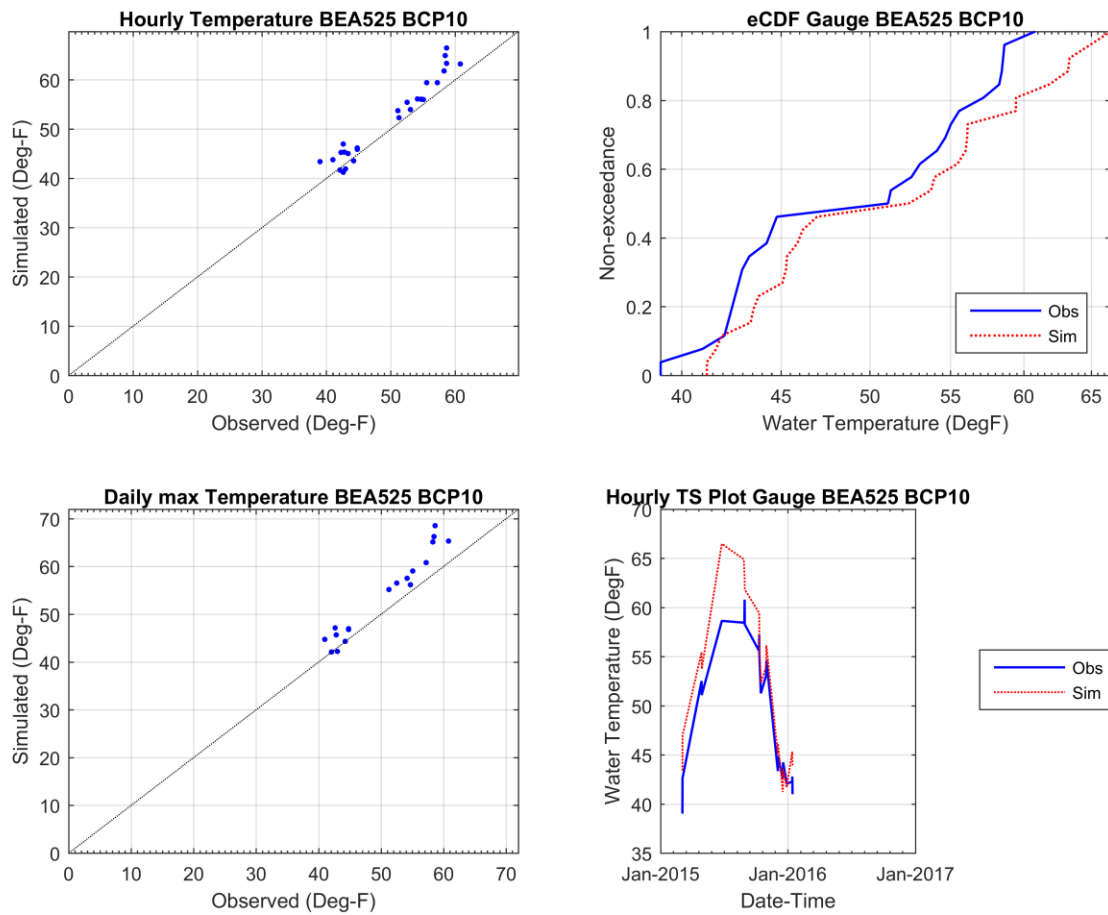 Hourly Temperature BEA525 BCP10
Simulated (Deg-F)
60
50
40
30
20
10
0
0 10 20 30 40 50 60
Observed (Deg-F)
eCDF Gauge BEA525 BCP10
Non-exceedance
1
0.8
0.6
0.4
0.2
0
Obs
Sim
40 45 50 55 60 65
Water Temperature (DegF)
Daily max Temperature BEA525 BCP10
Simulated (Deg-F)
70
60
50
40
30
20
10
0
0 10 20 30 40 50 60 70
Observed (Deg-F)
Hourly TS Plot Gauge BEA525 BCP10
Water Temperature (DegF)
70
65
60
55
50
45
40
35
Jan-2015 Jan-2016 Jan-2017
Date-Time
Obs
Sim